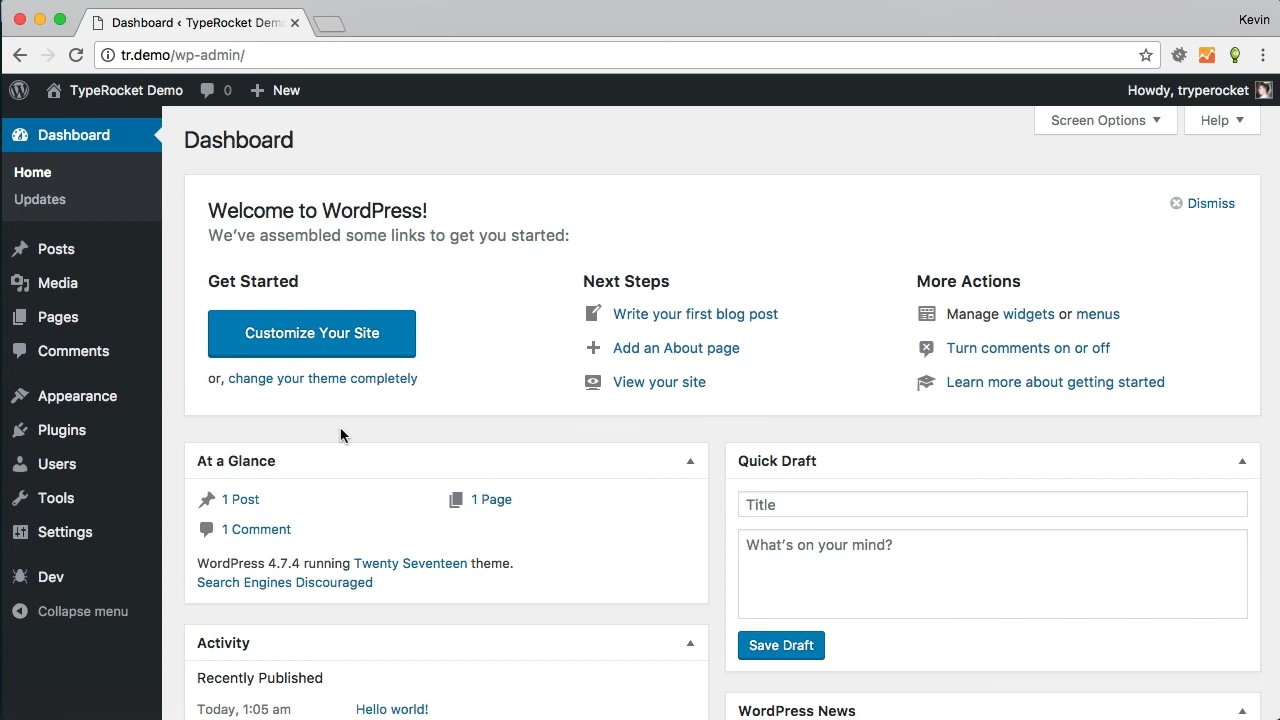 Dashboard ‹ TypeRocket Dem
Kevin
tr.demo/wp-admin/
TypeRocket Demo 0 New
Howdy, tryperocket
Dashboard
Home
Updates
Posts
Media
Pages
Comments
Appearance
Plugins
Users
Tools
Settings
Dev
Collapse menu
Screen Options
Help
Dashboard
Welcome to WordPress!
We've assembled some links to get you started:
Dismiss
Get Started
Customize Your Site
or, change your theme completely
Next Steps
Write your first blog post
Add an About page
View your site
More Actions
Manage widgets or menus
Turn comments on or off
Learn more about getting started
At a Glance
1 Post
1 Page
1 Comment
WordPress 4.7.4 running Twenty Seventeen theme.
Search Engines Discouraged
Activity
Recently Published
Today, 1:05 am Hello world!
Quick Draft
Title
What's on your mind?
Save Draft
WordPress News